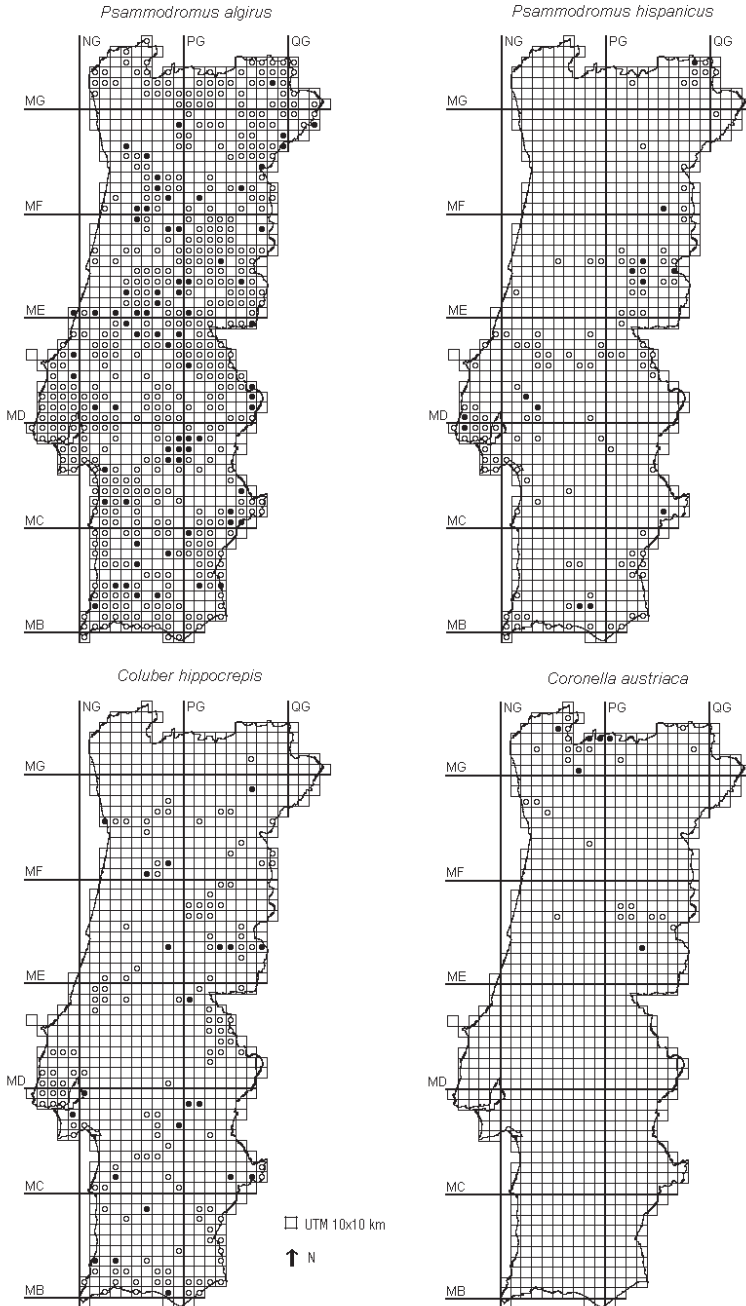 Psammodromus algirus
NG PG QG
MG
MF
ME
MD
MC
MB
Psammodromus hispanicus
NG PG QG
MG
MF
ME
MD
MC
MB
Coluber hippocrepis
NG PG QG
MG
MF
ME
MD
MC
MB
UTM 10x10 km
N
Coronella austriaca
NG PG QG
MG
MF
ME
MD
MC
MB